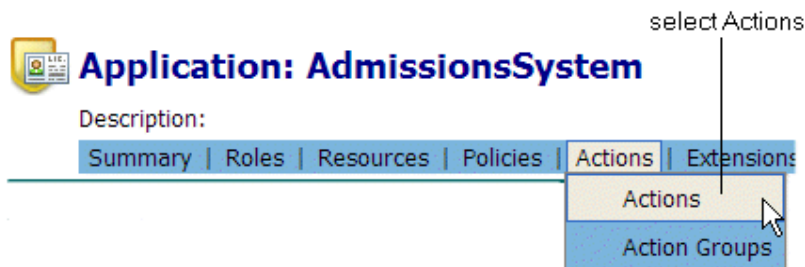 select Actions
Application: AdmissionsSystem
Description:
Summary | Roles | Resources | Policies | Actions | Extensions
Actions
Action Groups